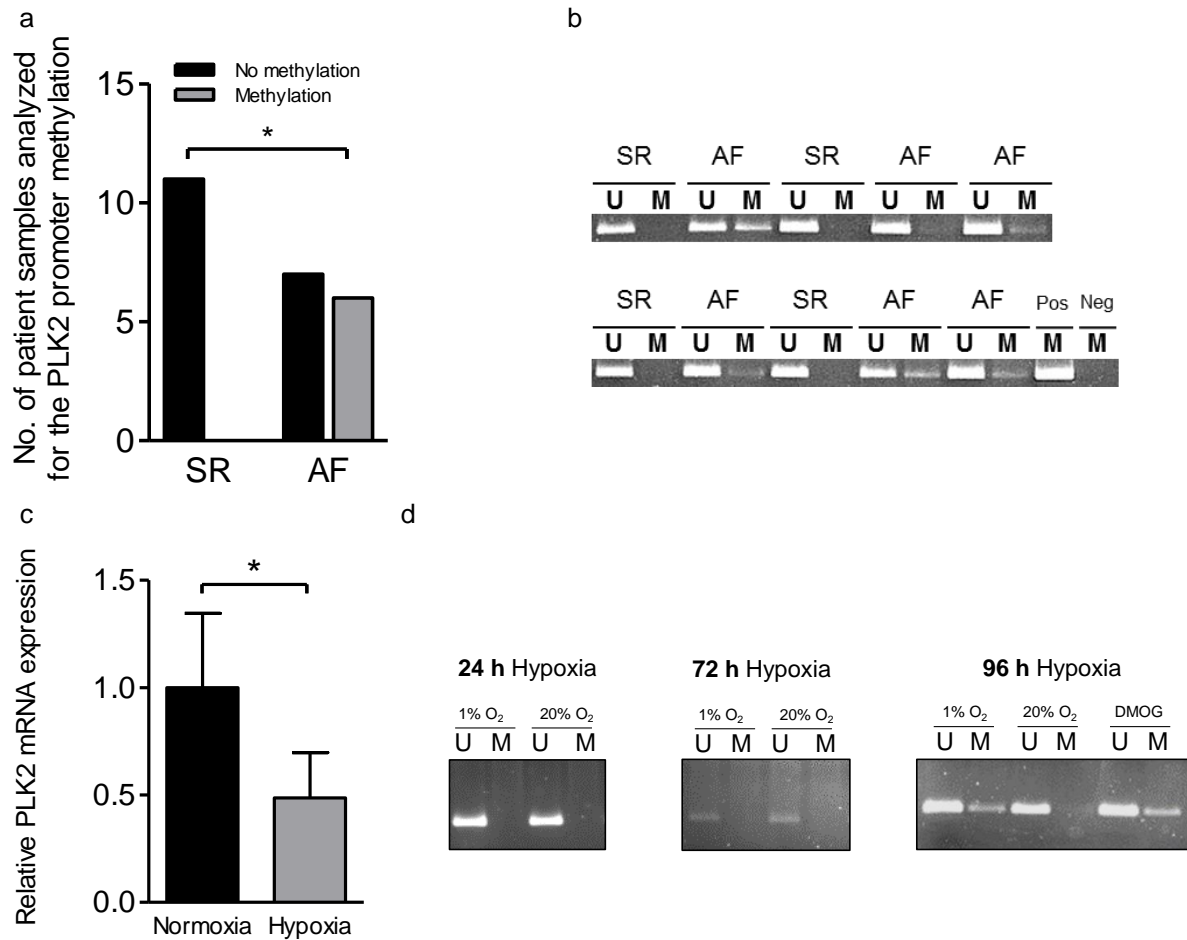 a
No. of patient samples analyzed
for the PLK2 promoter methylation
15
10
5
0
No methylation
Methylation
*
SR AF
b
SR AF SR AF AF
U M U M U M U M U M
SR AF SR AF AF Pos Neg
U M U M U M U M U M M M
c
Relative PLK2 mRNA expression
1.5
1.0
0.5
0.0
*
Normoxia Hypoxia
d
24 h Hypoxia
1% O₂ 20% O₂
U M U M
72 h Hypoxia
1% O₂ 20% O₂
U M U M
96 h Hypoxia
1% O₂ 20% O₂ DMOG
U M U M U M